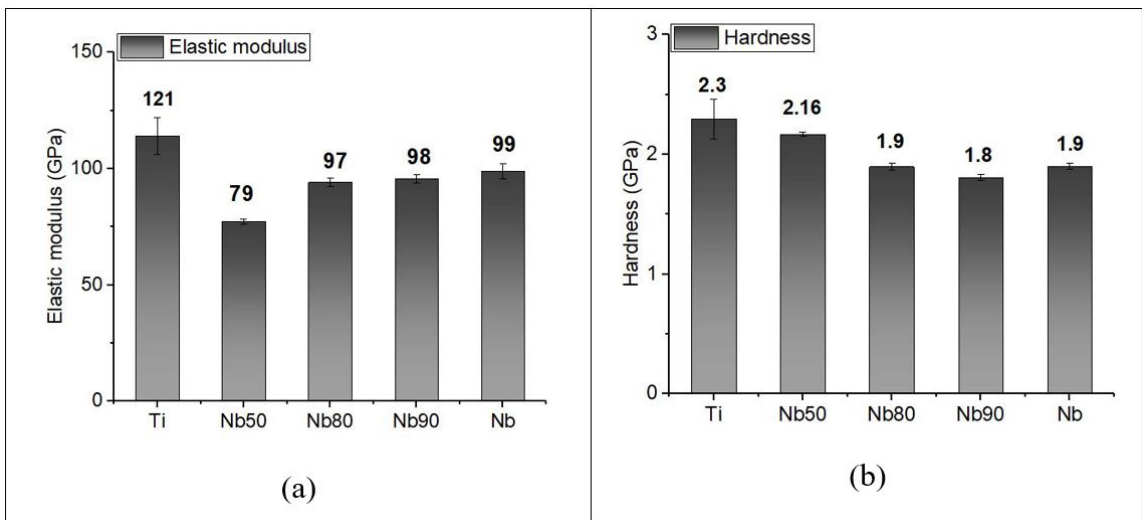 Elastic modulus
150
100
50
0
Elastic modulus (GPa)
121
79
97
98
99
Ti Nb50 Nb80 Nb90 Nb
(a)
Hardness
3
2
1
0
Hardness (GPa)
2.3
2.16
1.9
1.8
1.9
Ti Nb50 Nb80 Nb90 Nb
(b)